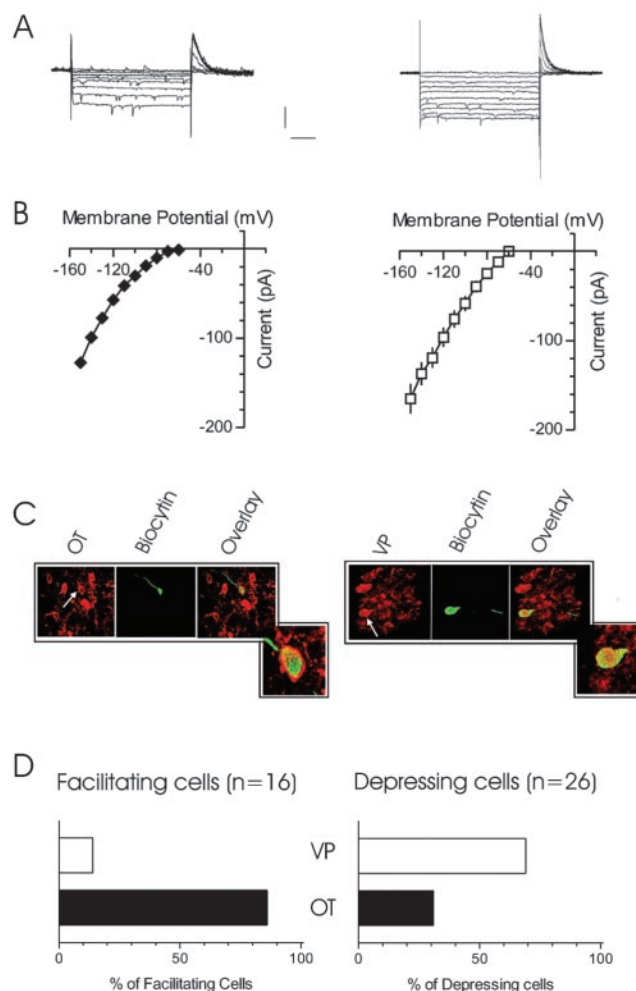 A
B
Membrane Potential (mV)
-160 -120 -40
-100
-200
Current (pA)
Membrane Potential (mV)
-160 -120 -40
-100
-200
Current (pA)
C
OT Biocytin Overlay
VP Biocytin Overlay
D
Facilitating cells (n=16)
Depressing cells (n=26)
VP
OT
0 50 100
0 50 100
% of Facilitating Cells
% of Depressing cells